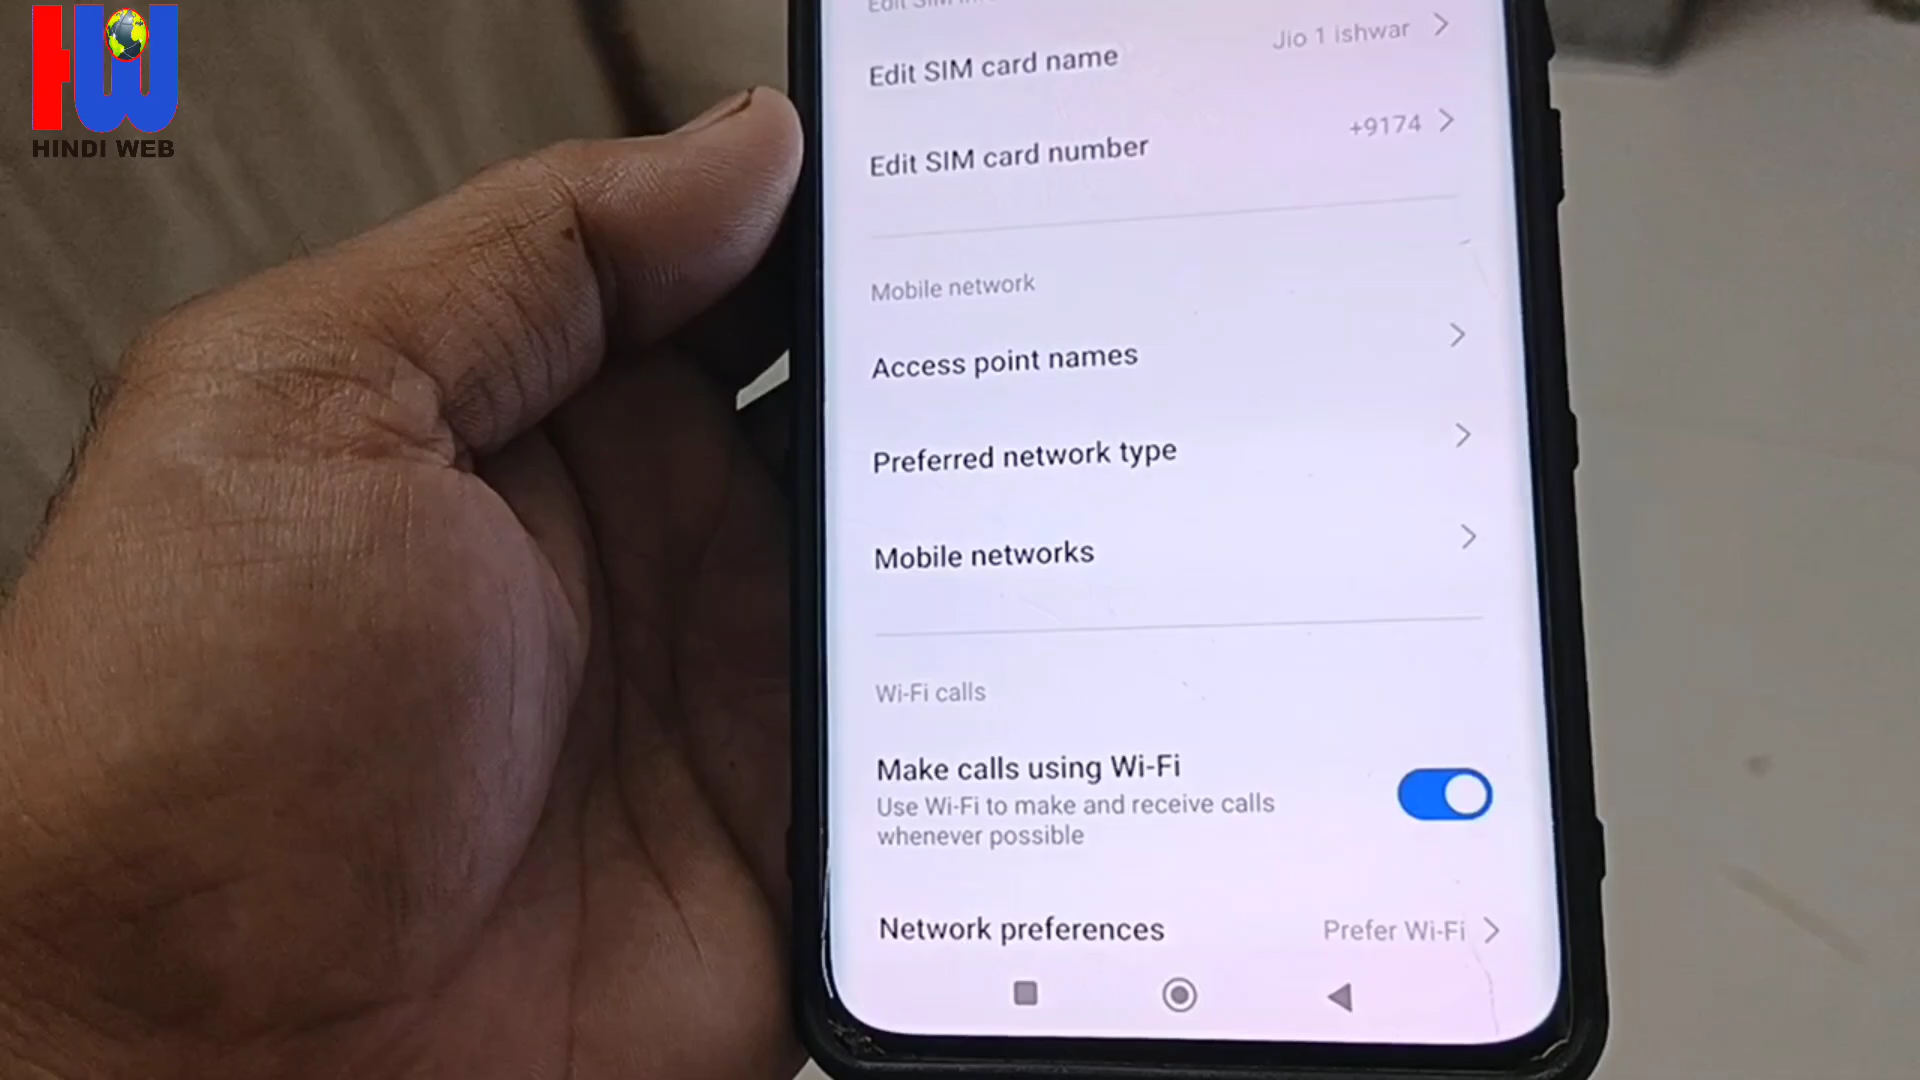 HW
HINDI WEB
Edit SIM card name
Jio 1 ishwar
Edit SIM card number
+9174
Mobile network
Access point names
Preferred network type
Mobile networks
Wi-Fi calls
Make calls using Wi-Fi
Use Wi-Fi to make and receive calls
whenever possible
Network preferences
Prefer Wi-Fi